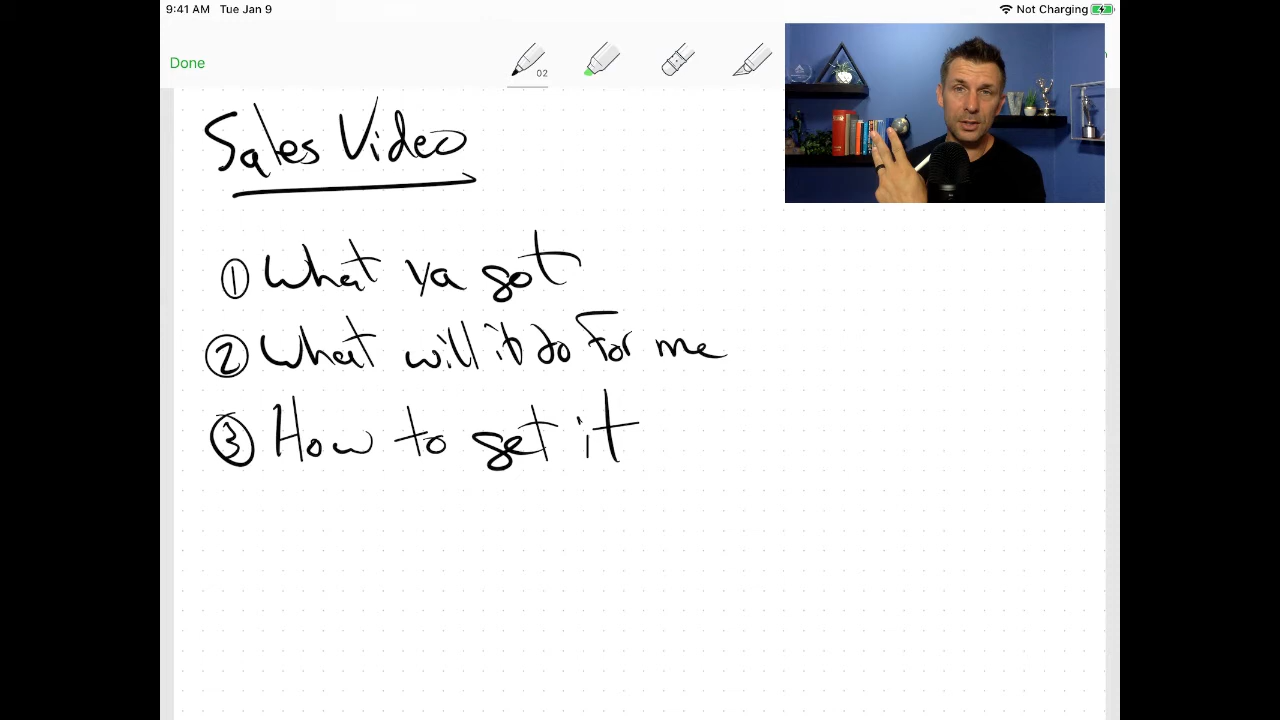 9:41 AM Tue Jan 9 Not Charging
Done
02
Sales Video
① What ya got
② What will it do for me
③ How to get it